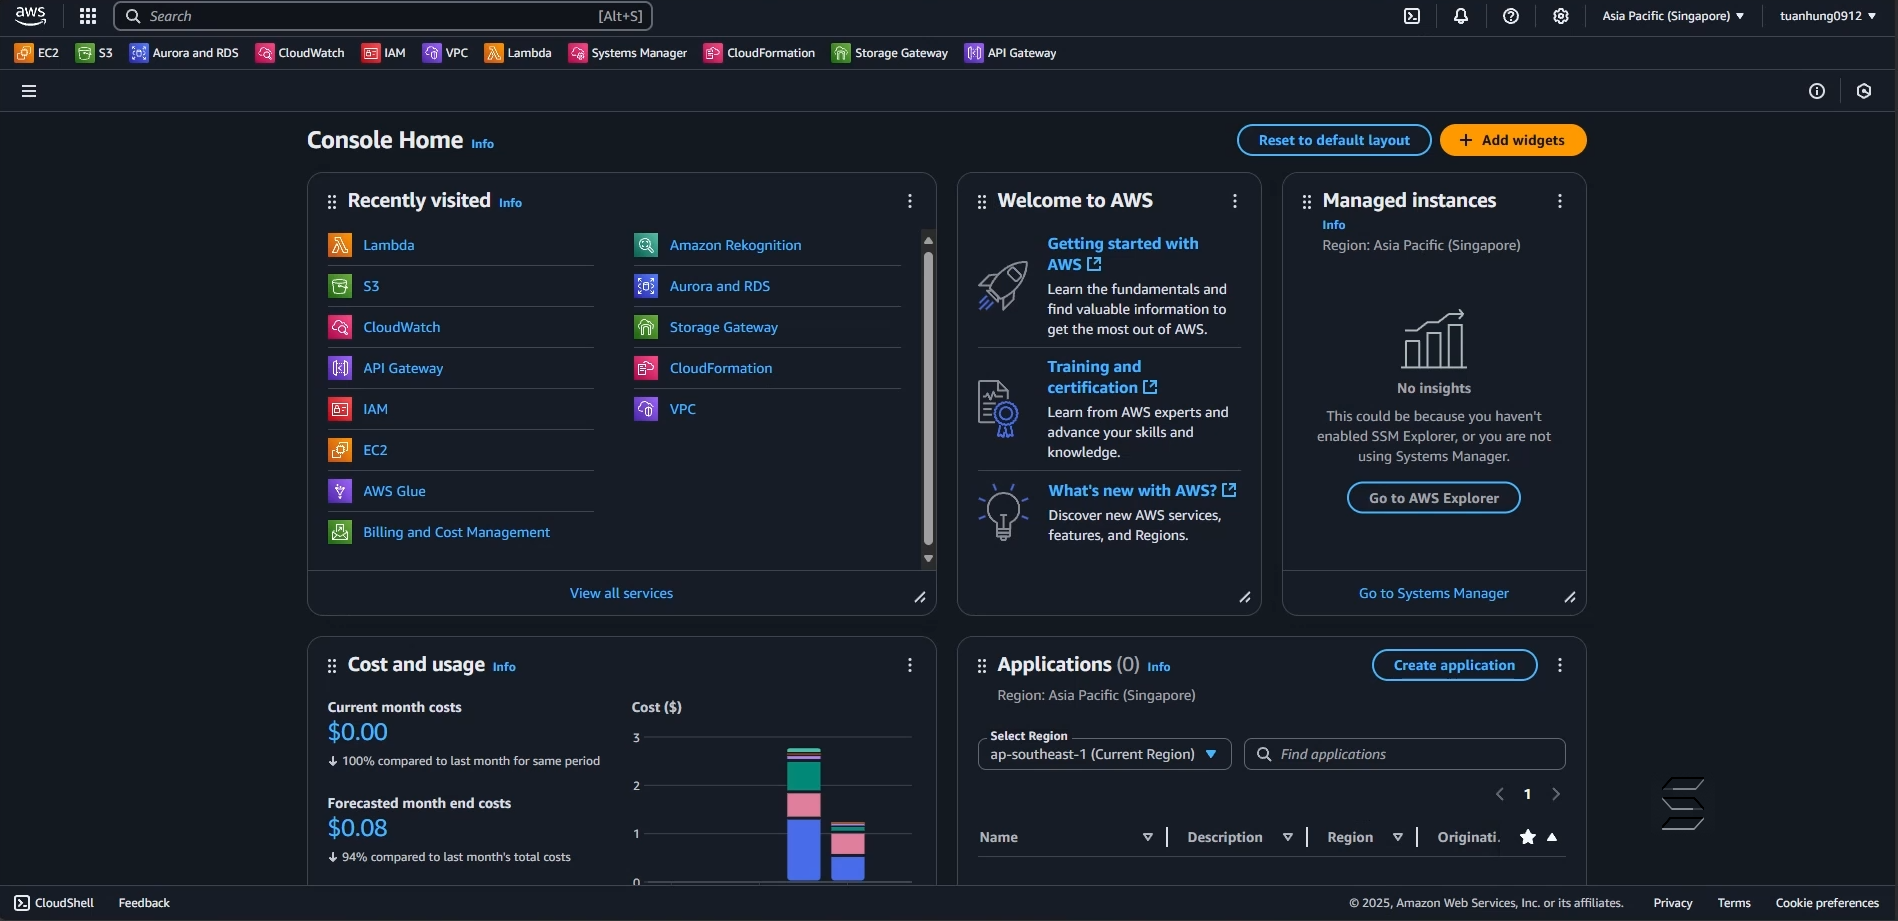 aws
Search [Alt+S]
Asia Pacific (Singapore)
tuanhung0912
EC2 S3 Aurora and RDS CloudWatch IAM VPC Lambda Systems Manager CloudFormation Storage Gateway API Gateway
Console Home Info
Reset to default layout
+ Add widgets
Recently visited Info
Lambda
S3
CloudWatch
API Gateway
IAM
EC2
AWS Glue
Billing and Cost Management
Amazon Rekognition
Aurora and RDS
Storage Gateway
CloudFormation
VPC
View all services
Welcome to AWS
Getting started with
AWS
Learn the fundamentals and
find valuable information to
get the most out of AWS.
Training and
certification
Learn from AWS experts and
advance your skills and
knowledge.
What's new with AWS?
Discover new AWS services,
features, and Regions.
Managed instances
Info
Region: Asia Pacific (Singapore)
No insights
This could be because you haven't
enabled SSM Explorer, or you are not
using Systems Manager.
Go to AWS Explorer
Go to Systems Manager
Cost and usage Info
Current month costs
$0.00
100% compared to last month for same period
Forecasted month end costs
$0.08
94% compared to last month's total costs
Cost ($)
3
2
1
0
Applications (0) Info
Create application
Region: Asia Pacific (Singapore)
Select Region
ap-southeast-1 (Current Region)
Find applications
1
Name Description Region Originati.
CloudShell Feedback
© 2025, Amazon Web Services, Inc. or its affiliates. Privacy Terms Cookie preferences